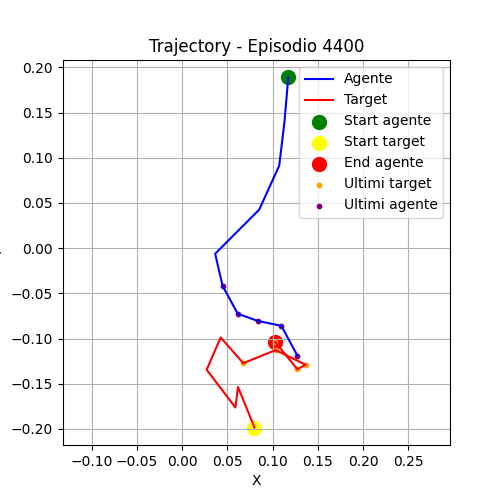 Trajectory - Episodio 4400
Agente
Target
Start agente
Start target
End agente
Ultimi target
Ultimi agente
0.20
0.15
0.10
0.05
0.00
−0.05
−0.10
−0.15
−0.20
−0.10 −0.05 0.00 0.05 0.10 0.15 0.20 0.25
X